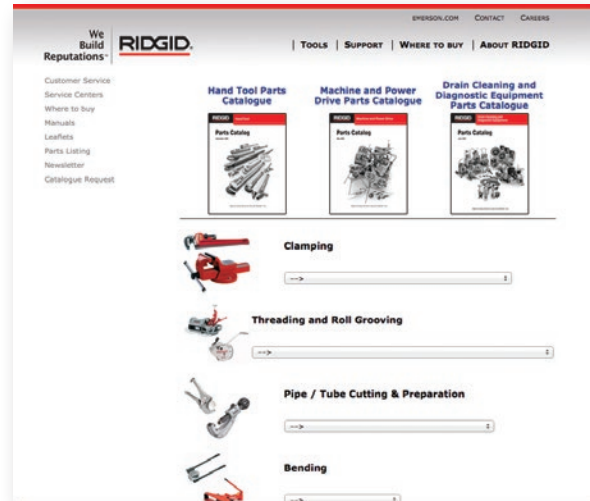 EMERSON.COM CONTACT CAREERS
We
Build
Reputations™
RIDGID.
| TOOLS | SUPPORT | WHERE TO BUY | ABOUT RIDGID
Customer Service
Service Centers
Where to buy
Manuals
Leaflets
Parts Listing
Newsletter
Catalogue Request
Hand Tool Parts
Catalogue
RIDGID
Parts Catalog
Machine and Power
Drive Parts Catalogue
RIDGID
Parts Catalog
Drain Cleaning and
Diagnostic Equipment
Parts Catalogue
RIDGID
Parts Catalog
Clamping
-->
Threading and Roll Grooving
-->
Pipe / Tube Cutting & Preparation
-->
Bending
-->